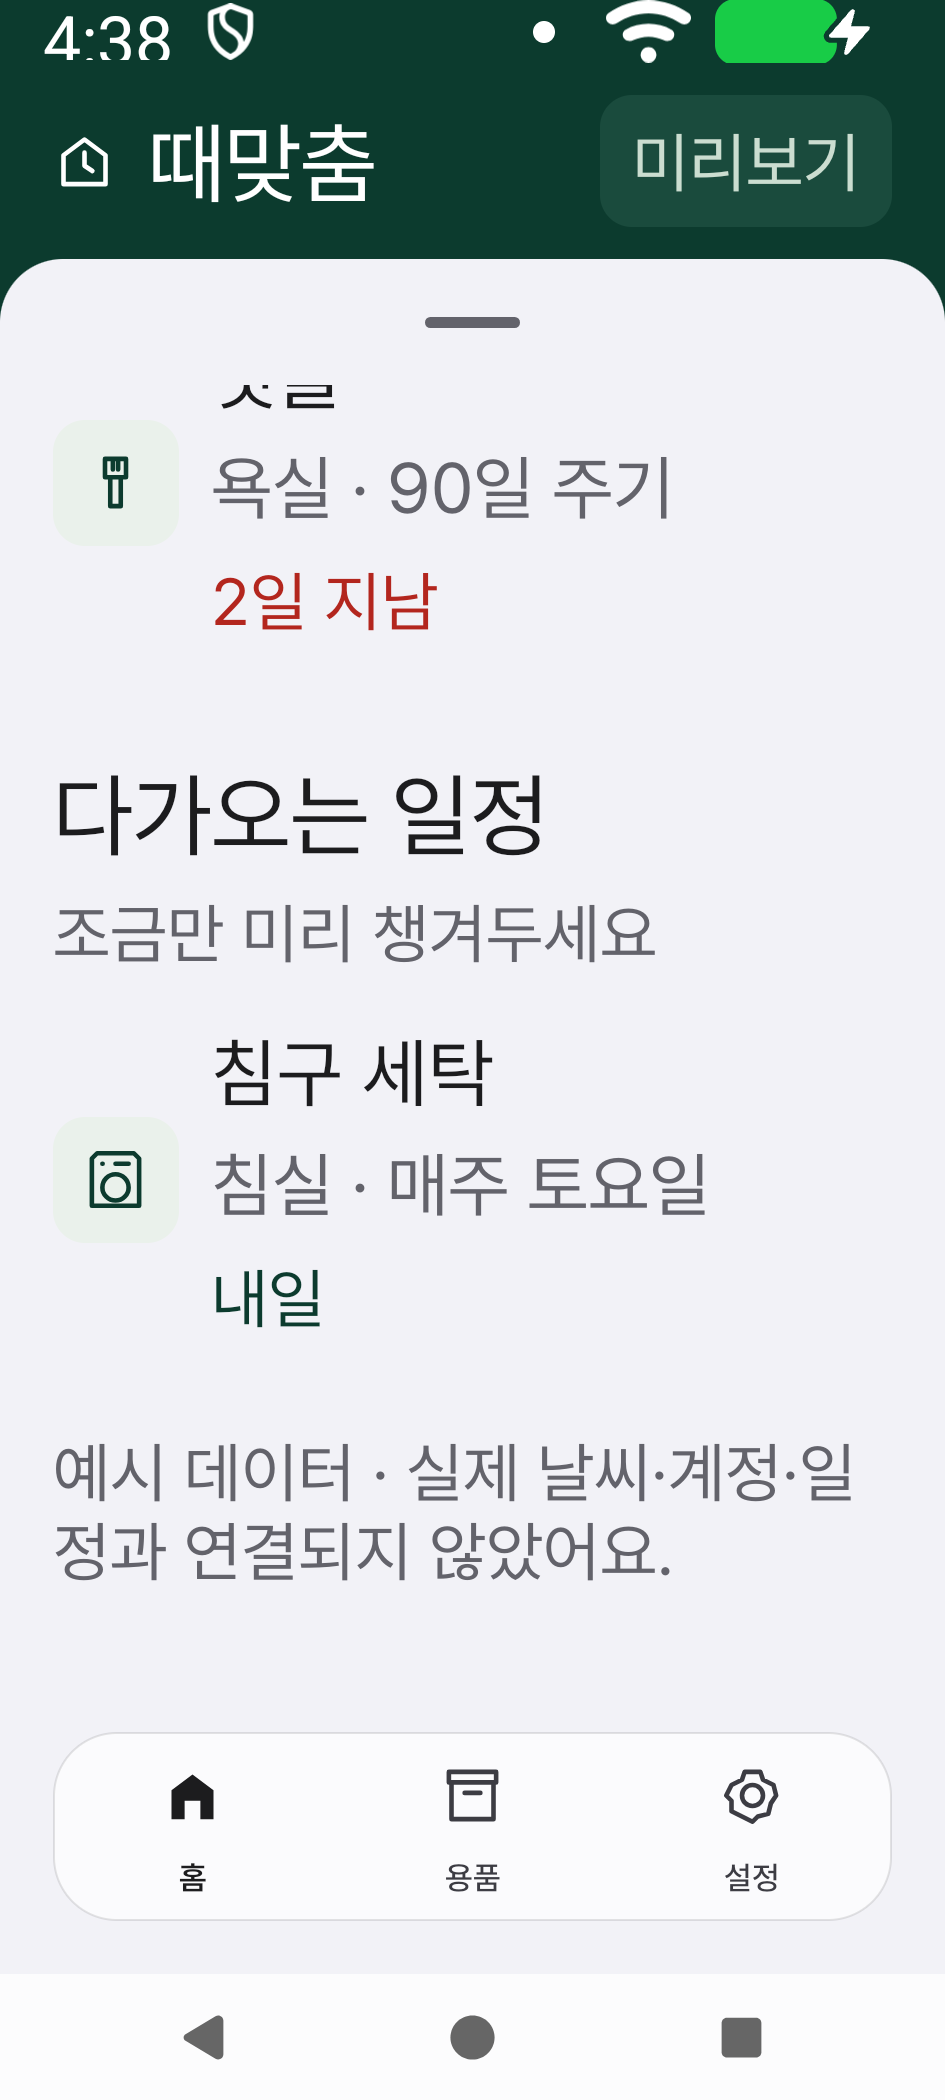 4:38
때맞춤
미리보기
욕실 · 90일 주기
2일 지남
다가오는 일정
조금만 미리 챙겨두세요
침구 세탁
침실 · 매주 토요일
내일
예시 데이터 · 실제 날씨·계정·일
정과 연결되지 않았어요.
홈
용품
설정